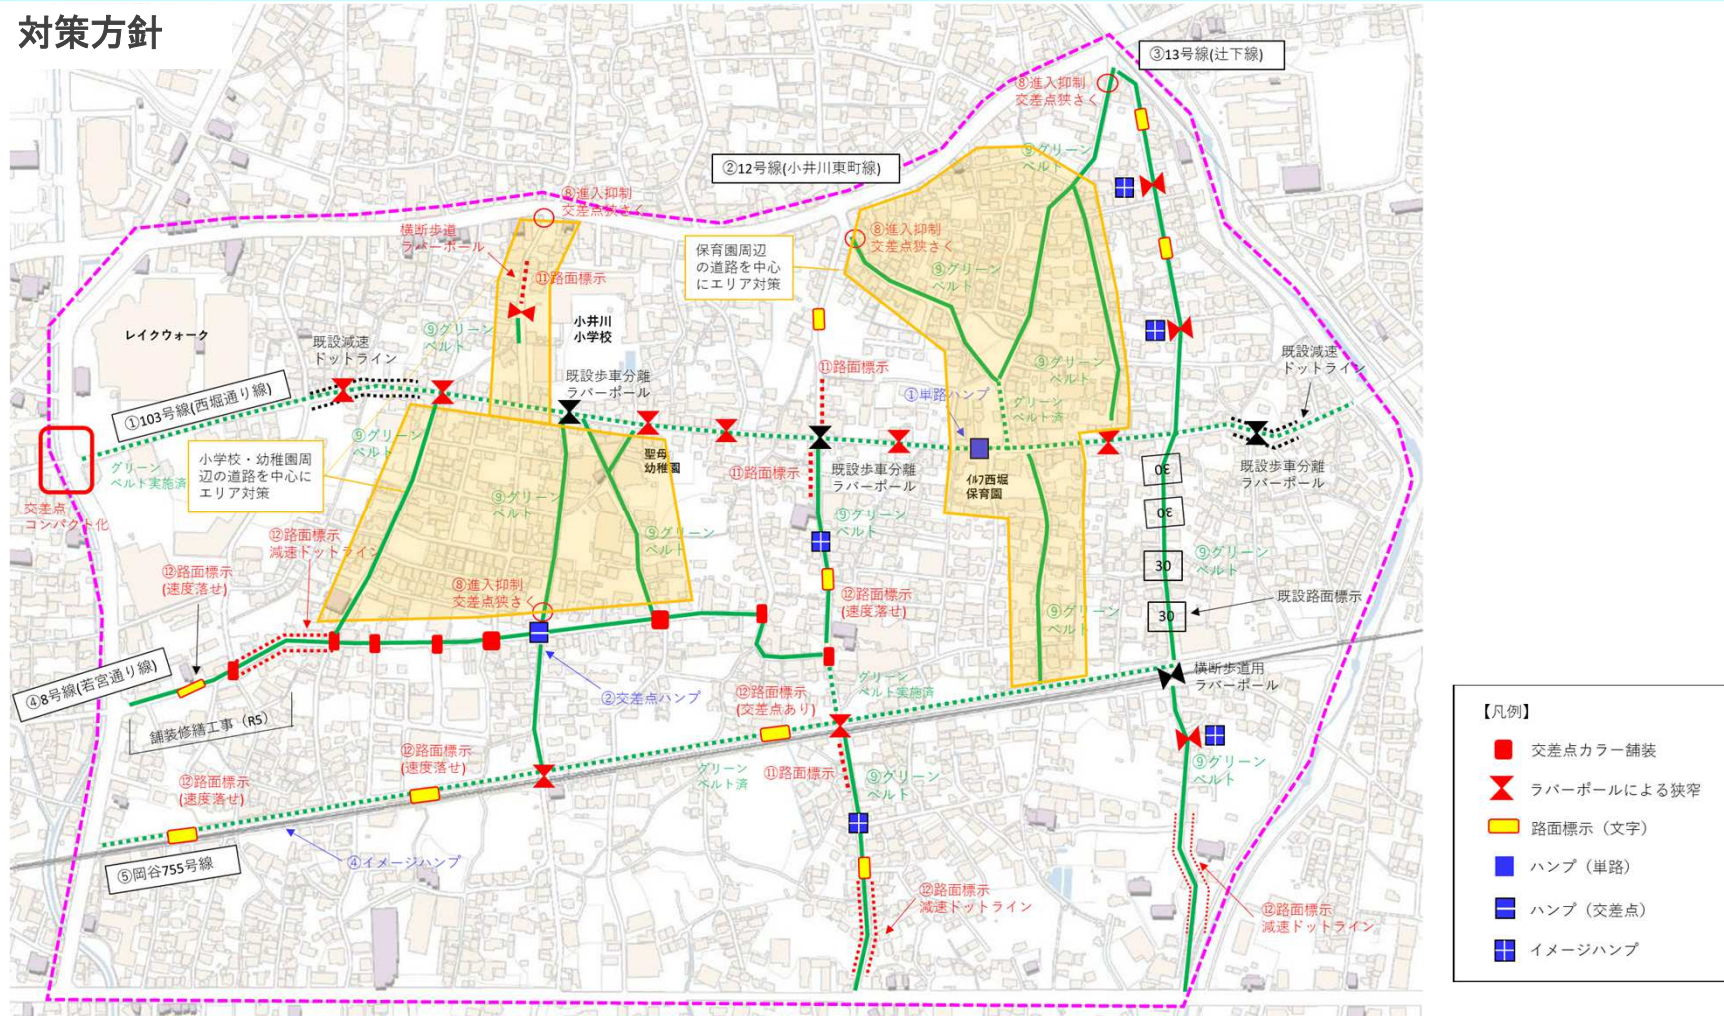 対策方針
③13号線(辻下線)
⑧進入抑制
交差点狭さく
②12号線(小井川東町線)
⑨グリーン
ベルト
⑧進入抑制
交差点狭さく
横断歩道
ラバーポール
⑧進入抑制
交差点狭さく
保育園周辺
の道路を中心
にエリア対策
⑪路面標示
⑨グリーン
ベルト
レイクウォーク
既設減速
ドットライン
⑨グリーン
ベルト
小井川
小学校
既設減速
ドットライン
既設歩車分離
ラバーポール
⑪路面標示
⑨グリーン
ベルト
①単路ハンプ
グリーン
ベルト済
①103号線(西堀通り線)
⑨グリーン
ベルト
小学校・幼稚園周
辺の道路を中心に
エリア対策
グリーン
ベルト実施済
聖母
幼稚園
⑪路面標示
既設歩車分離
ラバーポール
ｲﾙﾌ西堀
保育園
既設歩車分離
ラバーポール
30
30
交差点
コンパクト化
⑨グリーン
ベルト
⑨グリーン
ベルト
⑨グリーン
ベルト
⑫路面標示
減速ドットライン
⑨グリーン
ベルト
30
⑫路面標示
(速度落せ)
⑧進入抑制
交差点狭さく
⑫路面標示
(速度落せ)
⑨グリーン
ベルト
既設路面標示
30
④8号線(若宮通り線)
②交差点ハンプ
グリーン
ベルト実施済
⑫路面標示
(交差点あり)
横断歩道用
ラバーポール
舗装修繕工事（R5）
⑫路面標示
(速度落せ)
⑫路面標示
(速度落せ)
グリーン
ベルト済
⑪路面標示
⑨グリーン
ベルト
⑨グリーン
ベルト
⑤岡谷755号線
④イメージハンプ
⑫路面標示
減速ドットライン
⑫路面標示
減速ドットライン
【凡例】
交差点カラー舗装
ラバーポールによる狭窄
路面標示（文字）
ハンプ（単路）
ハンプ（交差点）
イメージハンプ